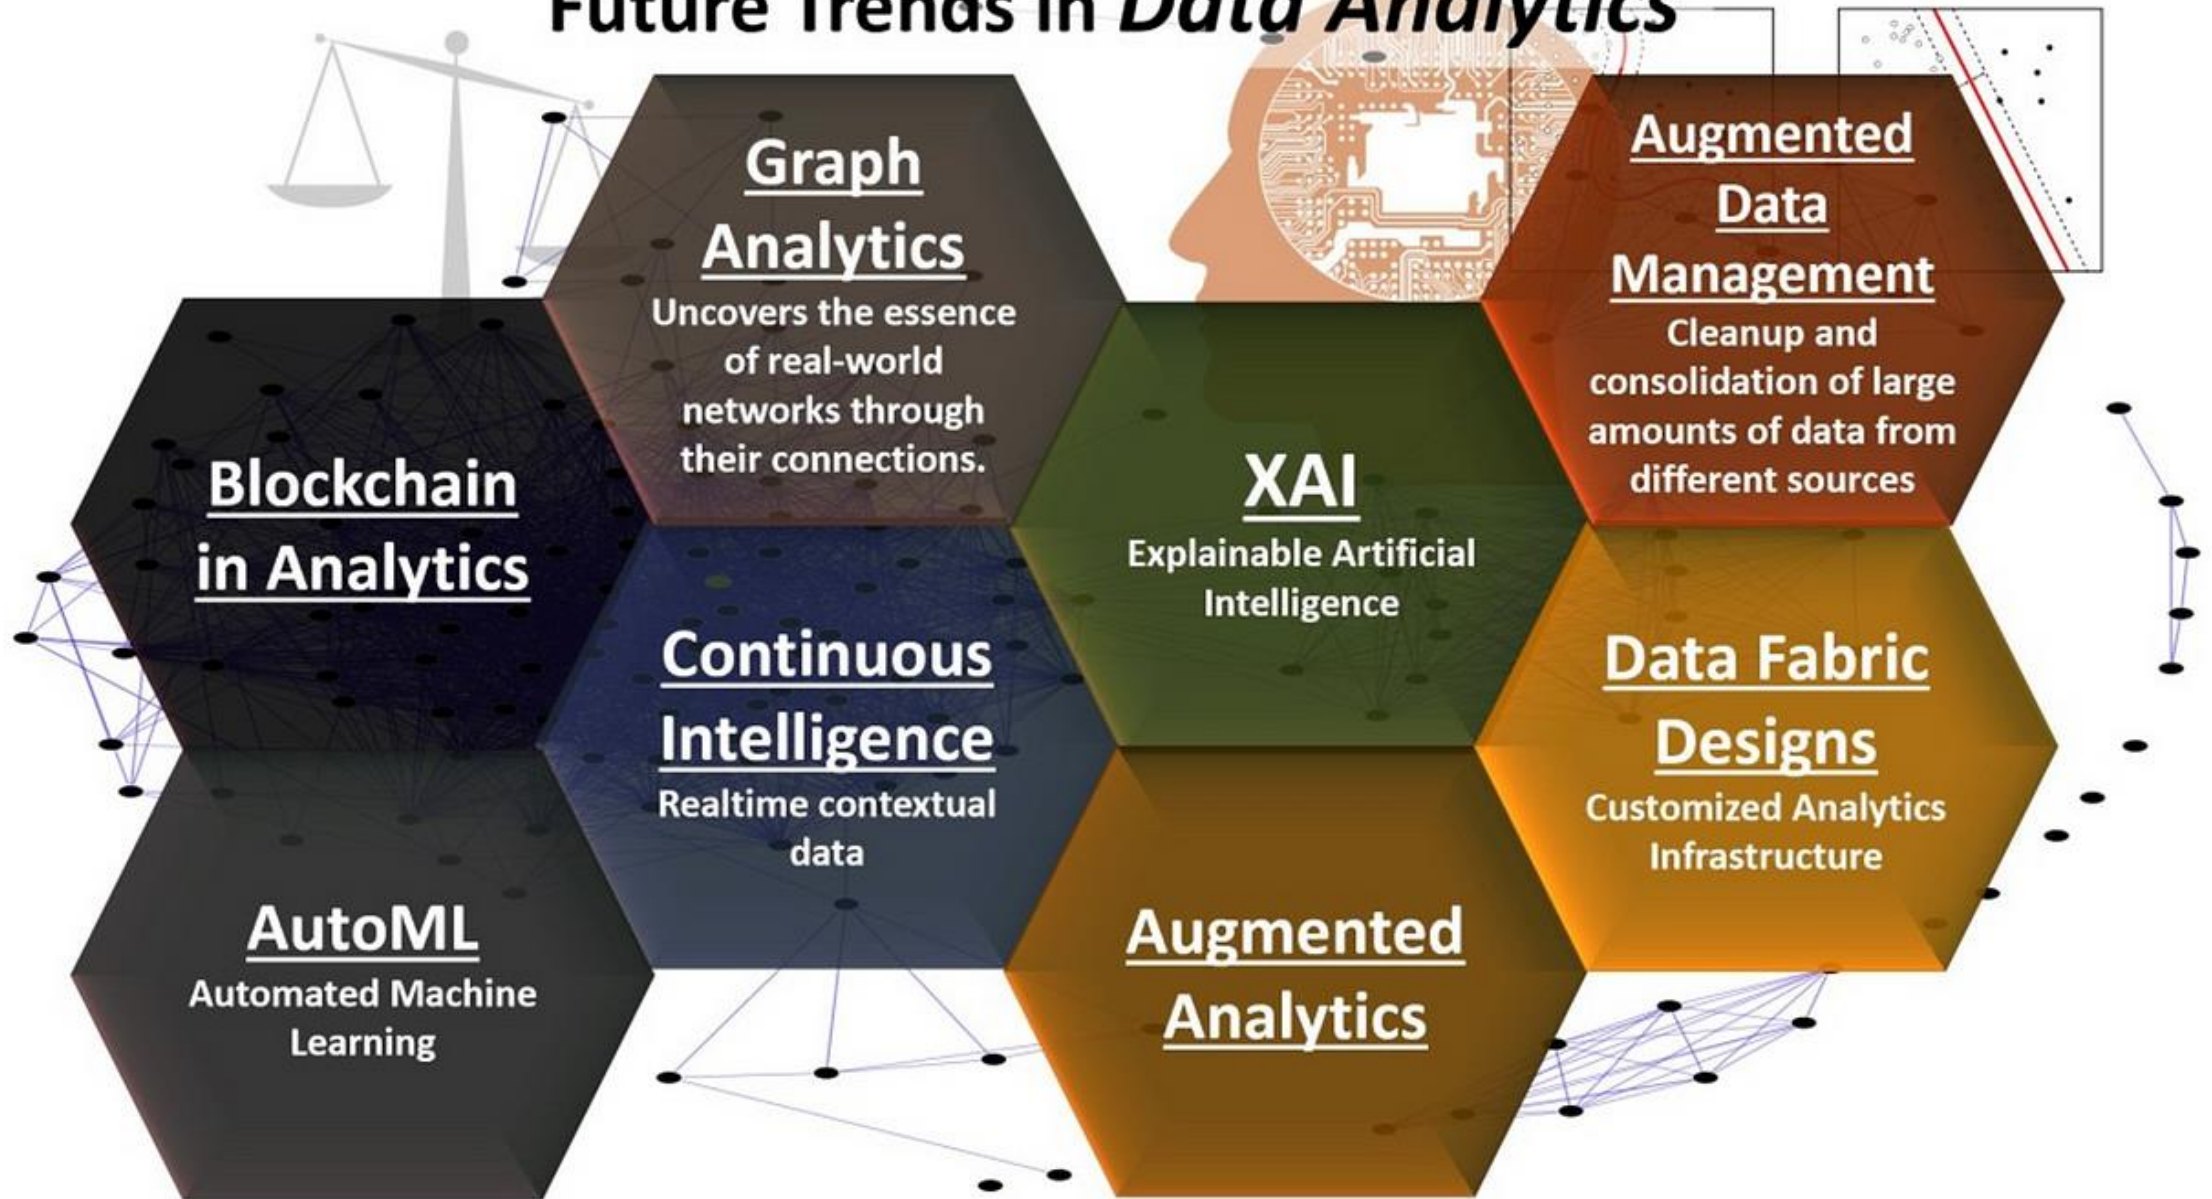 Future Trends in Data Analytics
Graph
Analytics
Uncovers the essence
of real-world
networks through
their connections.
Augmented
Data
Management
Cleanup and
consolidation of large
amounts of data from
different sources
Blockchain
in Analytics
XAI
Explainable Artificial
Intelligence
Continuous
Intelligence
Realtime contextual
data
Data Fabric
Designs
Customized Analytics
Infrastructure
AutoML
Automated Machine
Learning
Augmented
Analytics